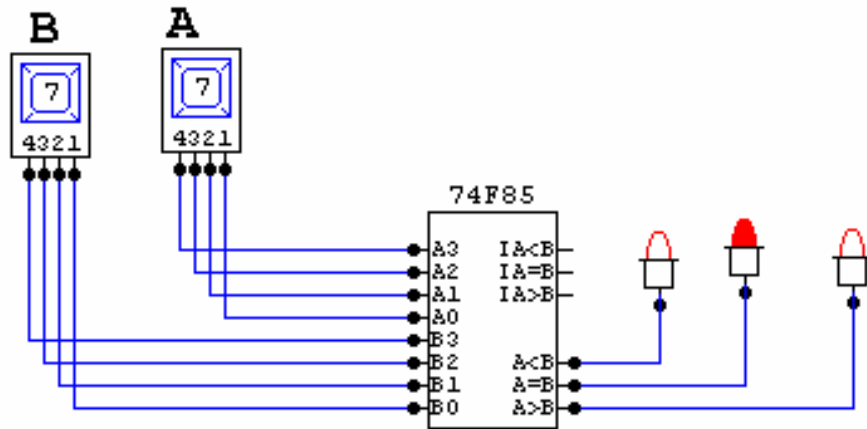 B A
7 7
4321 4321
74F85
A3 IA<B
A2 IA=B
A1 IA>B
A0
B3
B2 A<B
B1 A=B
B0 A>B